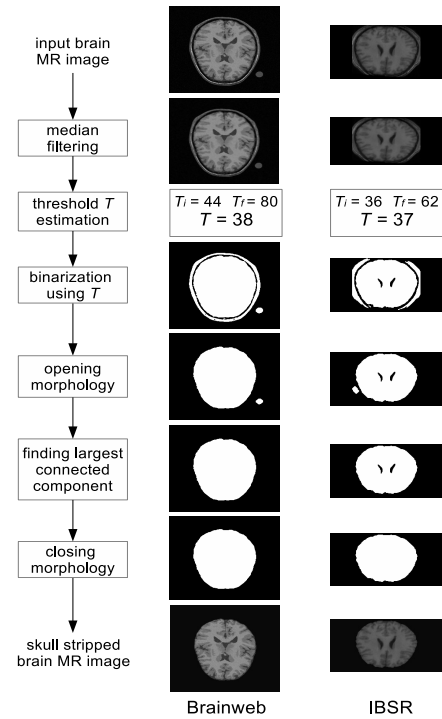 input brain
MR image
median
filtering
threshold T
estimation
Ti = 44 Tf = 80
T = 38
Ti = 36 Tf = 62
T = 37
binarization
using T
opening
morphology
finding largest
connected
component
closing
morphology
skull stripped
brain MR image
Brainweb
IBSR